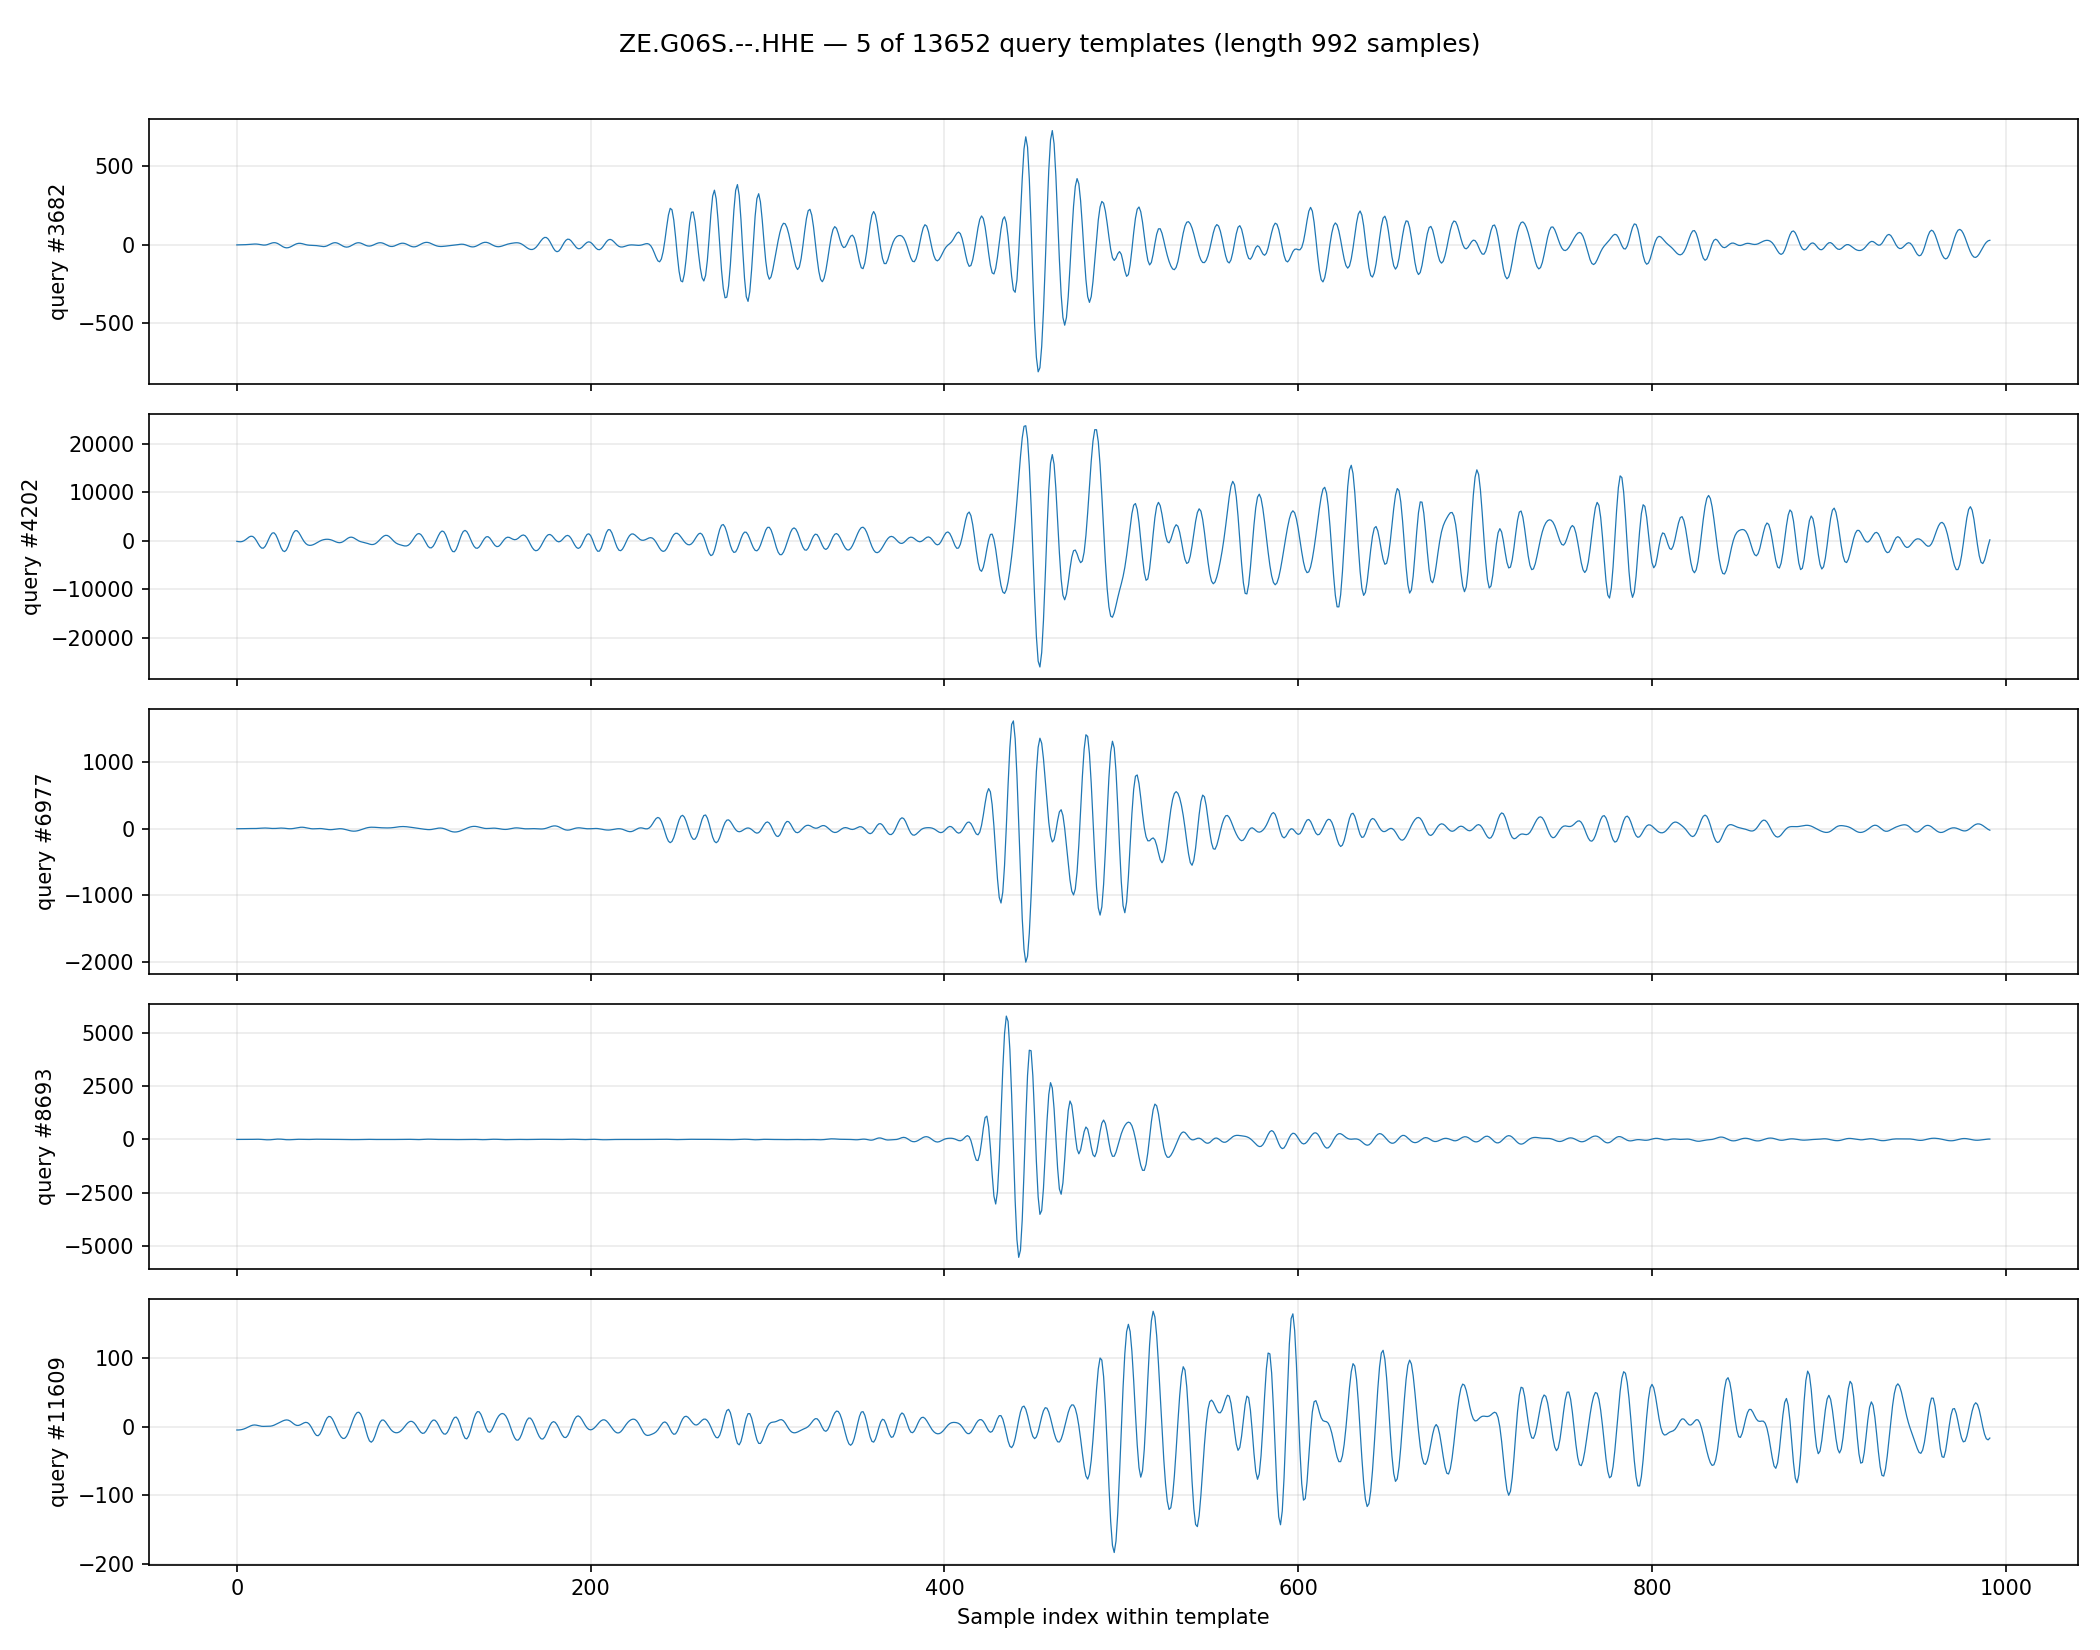 ZE.G06S.--.HHE — 5 of 13652 query templates (length 992 samples)
query #3682
500
0
−500
query #4202
20000
10000
0
−10000
−20000
query #6977
1000
0
−1000
−2000
query #8693
5000
2500
0
−2500
−5000
query #11609
100
0
−100
−200
0 200 400 600 800 1000
Sample index within template